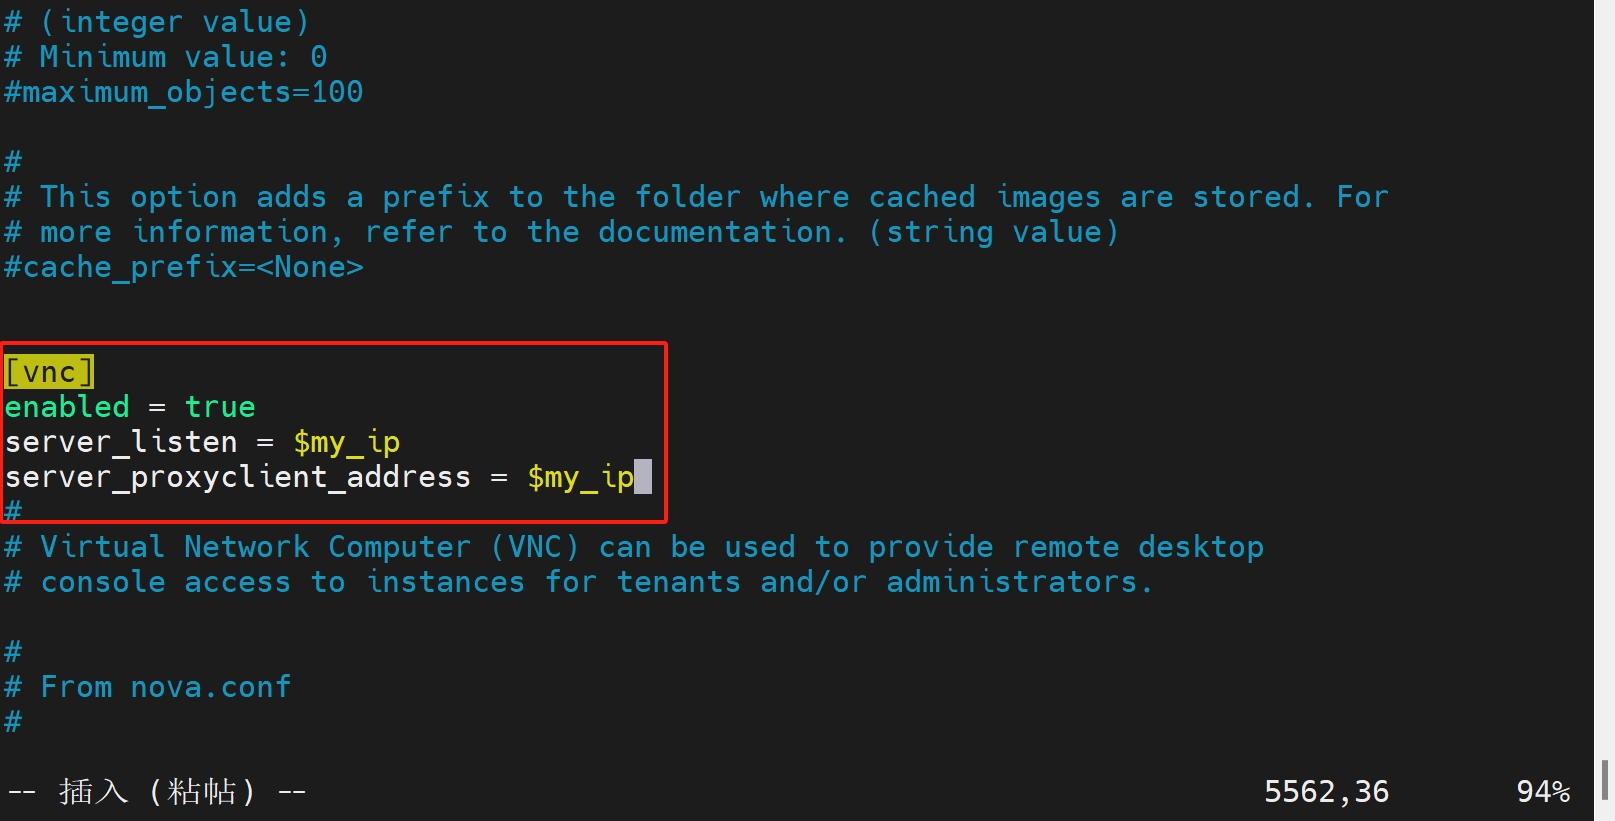 # (integer value)
# Minimum value: 0
#maximum_objects=100
#
# This option adds a prefix to the folder where cached images are stored. For
# more information, refer to the documentation. (string value)
#cache_prefix=<None>
[vnc]
enabled = true
server_listen = $my_ip
server_proxyclient_address = $my_ip
#
# Virtual Network Computer (VNC) can be used to provide remote desktop
# console access to instances for tenants and/or administrators.
#
# From nova.conf
#
-- 插入 (粘帖) -- 5562,36 94%